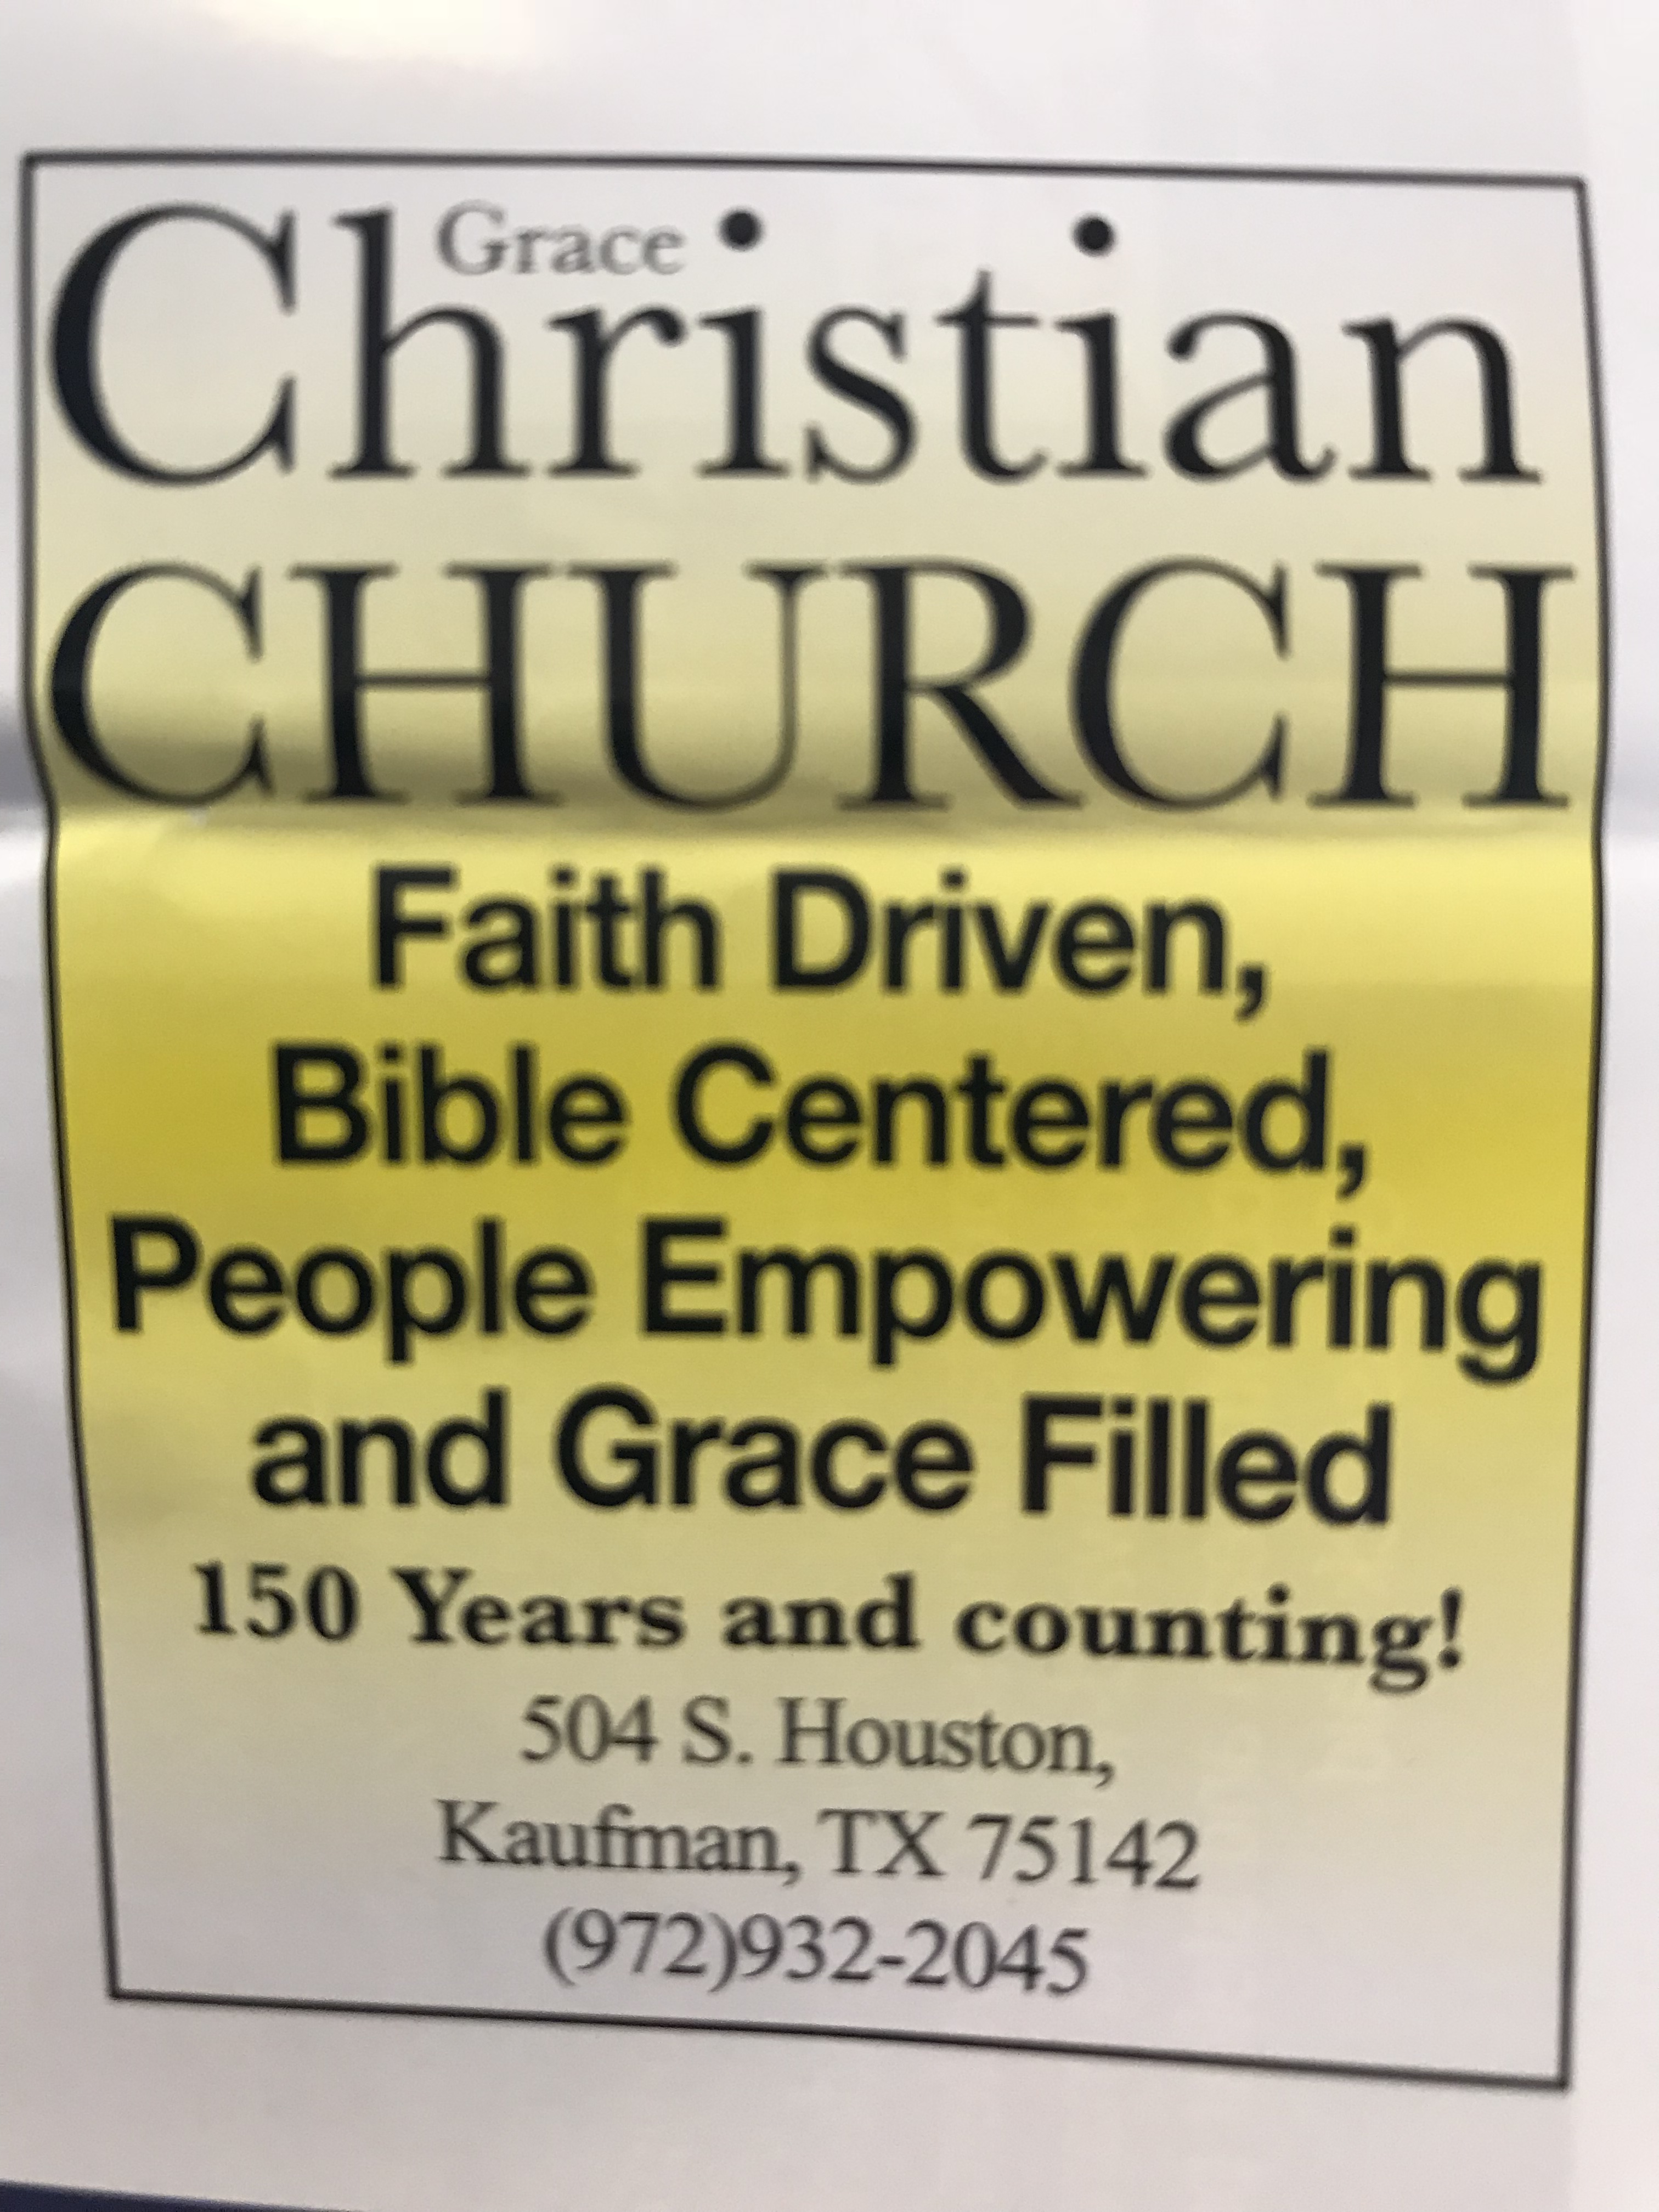 Grace
Christian
CHURCH
Faith Driven,
Bible Centered,
People Empowering
and Grace Filled
150 Years and counting!
504 S. Houston,
Kaufman, TX 75142
(972)932-2045